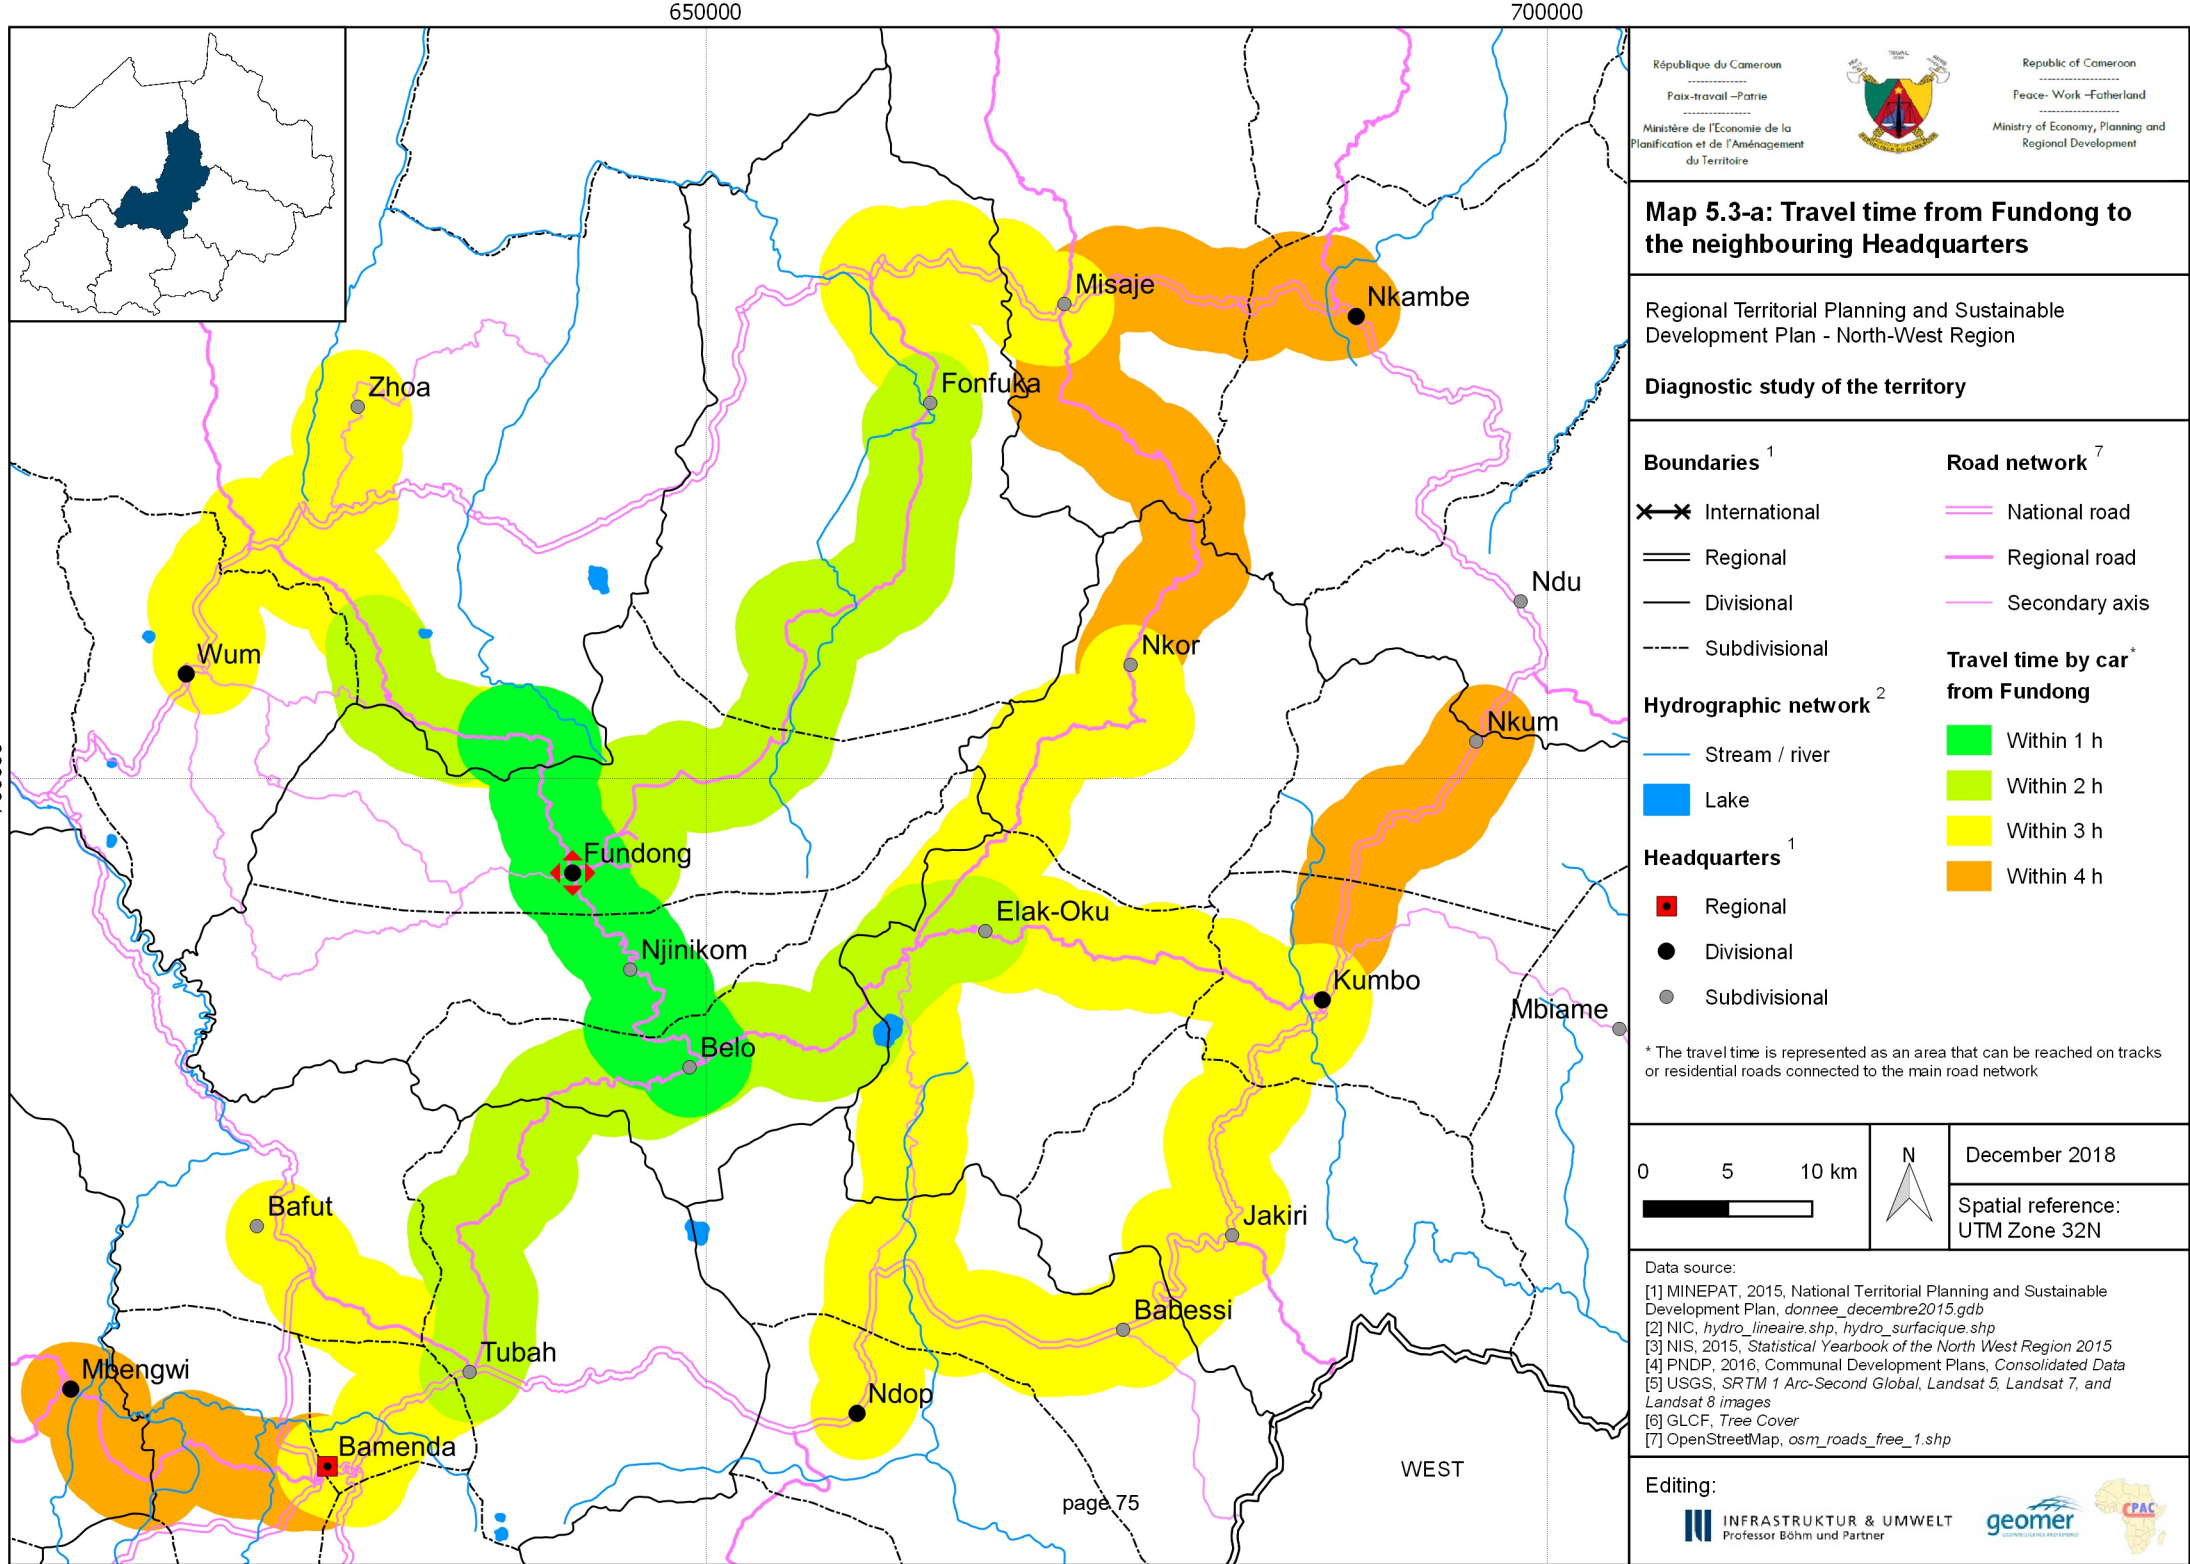 650000
700000
Zhoa
Wum
Fonfuka
Misaje
Nkambe
Ndu
Nkor
Nkum
Fundong
Njinikom
Belo
Elak-Oku
Kumbo
Mbiame
Bafut
Jakiri
Babessi
Tubah
Mbengwi
Ndop
Bamenda
WEST
page 75
République du Cameroun
Paix-travail –Patrie
Ministère de l'Economie de la
Planification et de l'Aménagement
du Territoire
Republic of Cameroon
Peace- Work –Fatherland
Ministry of Economy, Planning and
Regional Development
Map 5.3-a: Travel time from Fundong to
the neighbouring Headquarters
Regional Territorial Planning and Sustainable
Development Plan - North-West Region
Diagnostic study of the territory
Boundaries 1
International
Regional
Divisional
Subdivisional
Hydrographic network 2
Stream / river
Lake
Headquarters 1
Regional
Divisional
Subdivisional
Road network 7
National road
Regional road
Secondary axis
Travel time by car*
from Fundong
Within 1 h
Within 2 h
Within 3 h
Within 4 h
* The travel time is represented as an area that can be reached on tracks
or residential roads connected to the main road network
0 5 10 km
N
December 2018
Spatial reference:
UTM Zone 32N
Data source:
[1] MINEPAT, 2015, National Territorial Planning and Sustainable
Development Plan, donnee_decembre2015.gdb
[2] NIC, hydro_lineaire.shp, hydro_surfacique.shp
[3] NIS, 2015, Statistical Yearbook of the North West Region 2015
[4] PNDP, 2016, Communal Development Plans, Consolidated Data
[5] USGS, SRTM 1 Arc-Second Global, Landsat 5, Landsat 7, and
Landsat 8 images
[6] GLCF, Tree Cover
[7] OpenStreetMap, osm_roads_free_1.shp
Editing:
INFRASTRUKTUR & UMWELT
Professor Böhm und Partner
geomer
CPAC